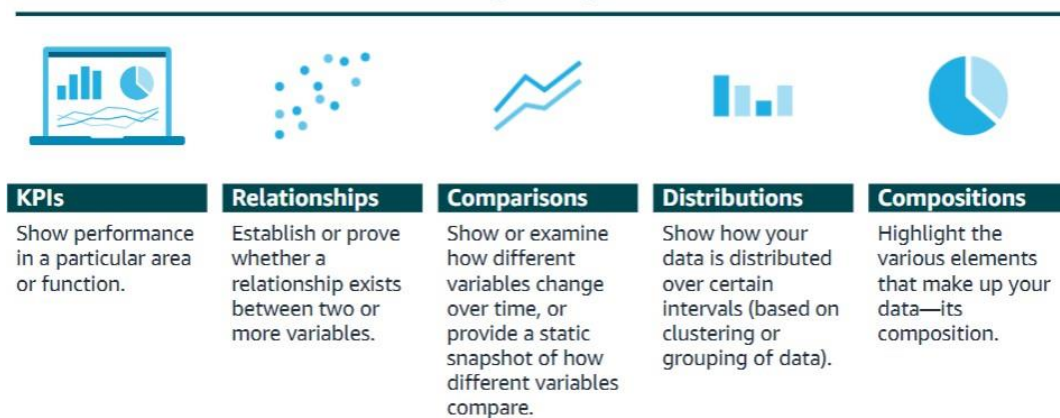 KPIs
Show performance
in a particular area
or function.
Relationships
Establish or prove
whether a
relationship exists
between two or
more variables.
Comparisons
Show or examine
how different
variables change
over time, or
provide a static
snapshot of how
different variables
compare.
Distributions
Show how your
data is distributed
over certain
intervals (based on
clustering or
grouping of data).
Compositions
Highlight the
various elements
that make up your
data—its
composition.